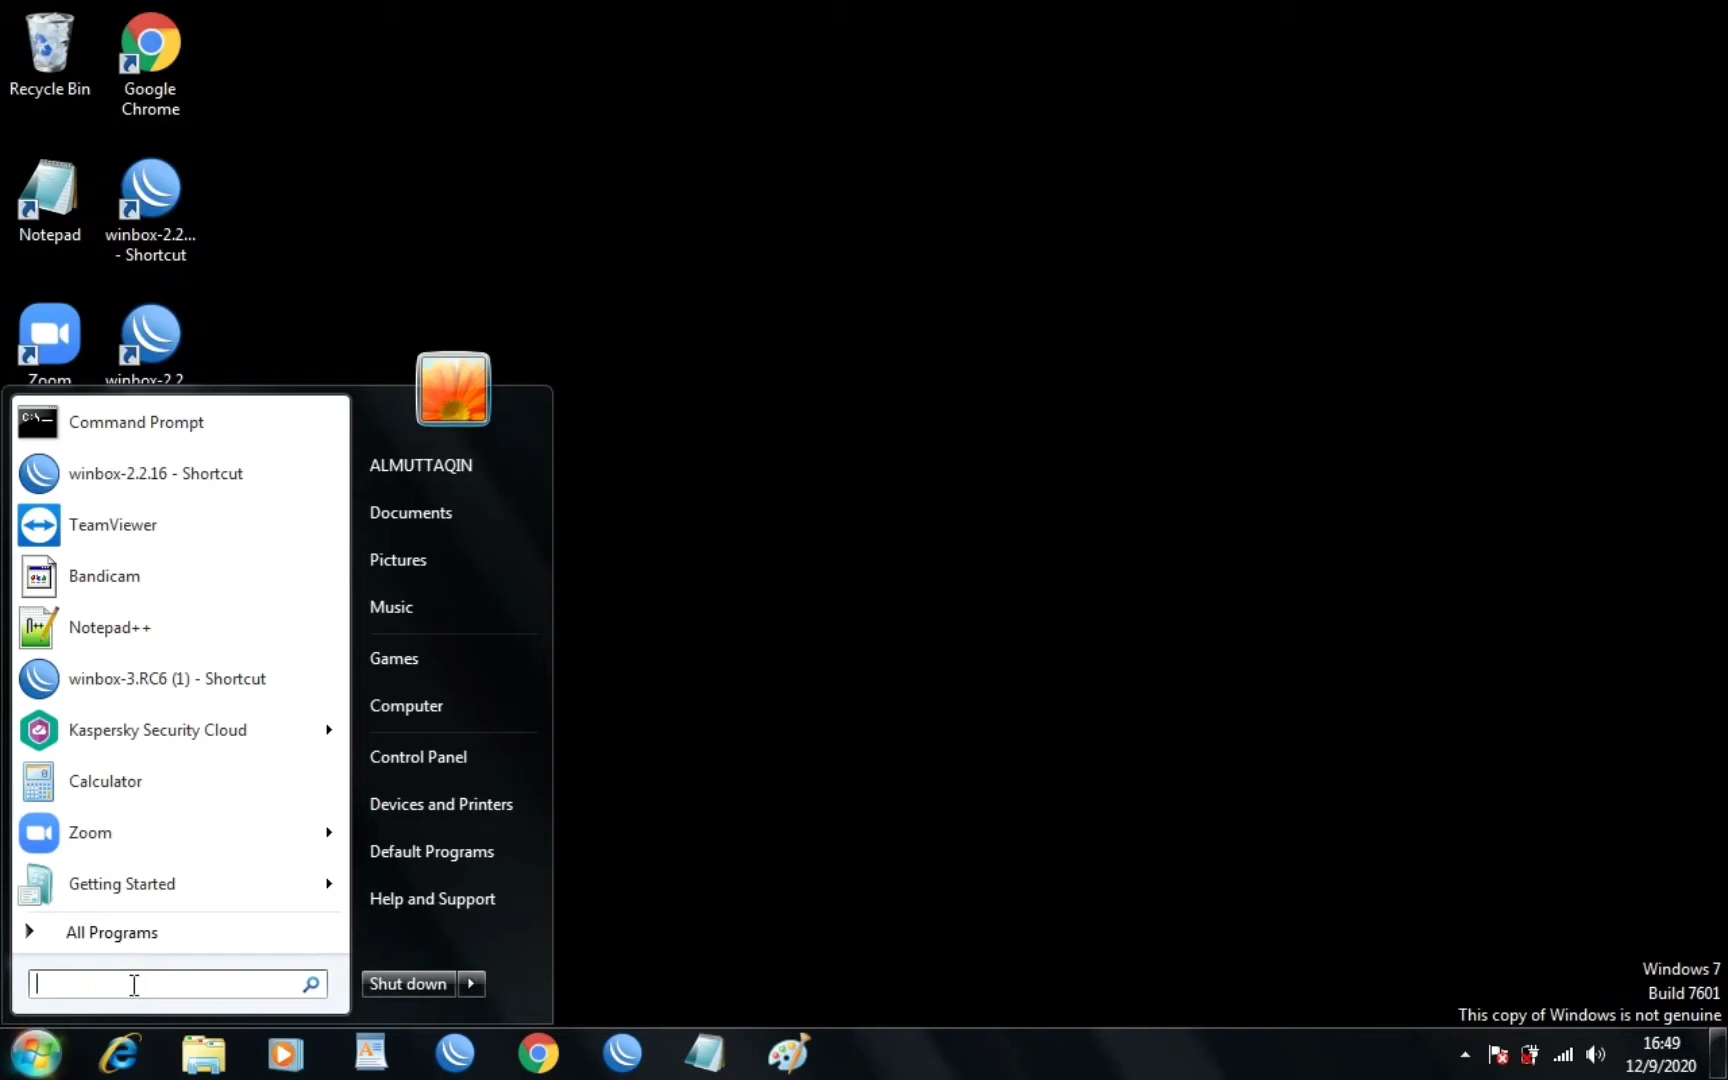 Recycle Bin
Google
Chrome
Notepad
winbox-2.2...
- Shortcut
Zoom
winbox-2.2
Command Prompt
winbox-2.2.16 - Shortcut
TeamViewer
Bandicam
Notepad++
winbox-3.RC6 (1) - Shortcut
Kaspersky Security Cloud
Calculator
Zoom
Getting Started
All Programs
ALMUTTAQIN
Documents
Pictures
Music
Games
Computer
Control Panel
Devices and Printers
Default Programs
Help and Support
Shut down
Windows 7
Build 7601
This copy of Windows is not genuine
16:49
12/9/2020